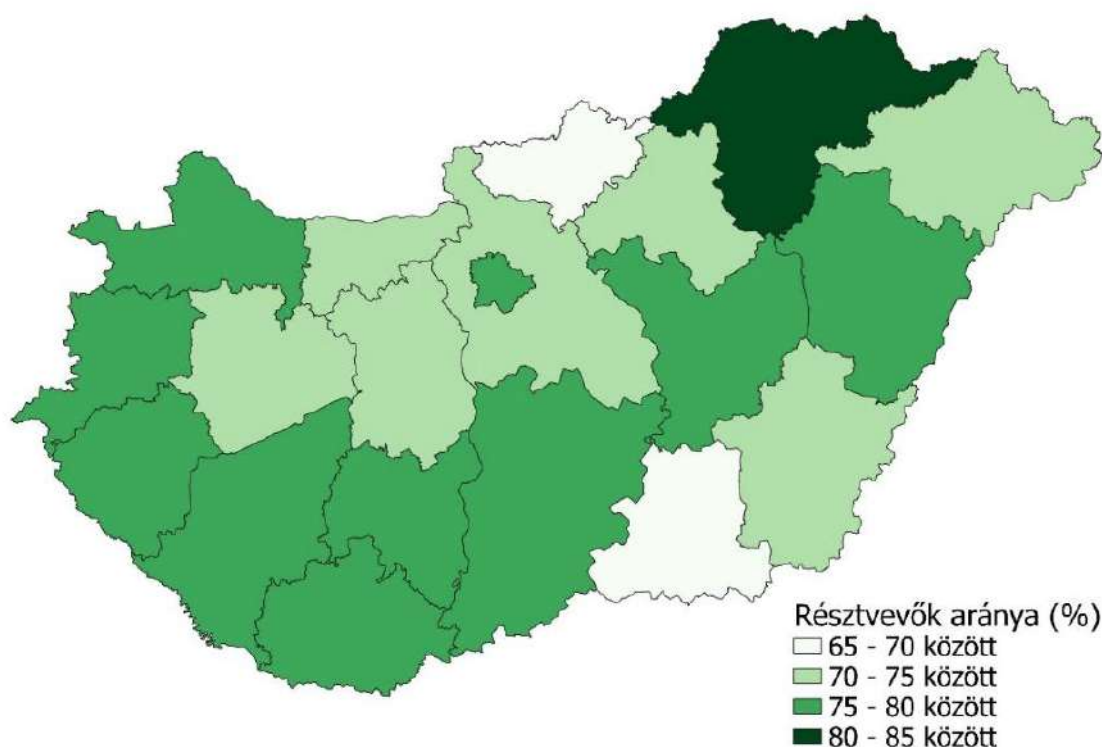 Résztvevők aránya (%)
65 - 70 között
70 - 75 között
75 - 80 között
80 - 85 között